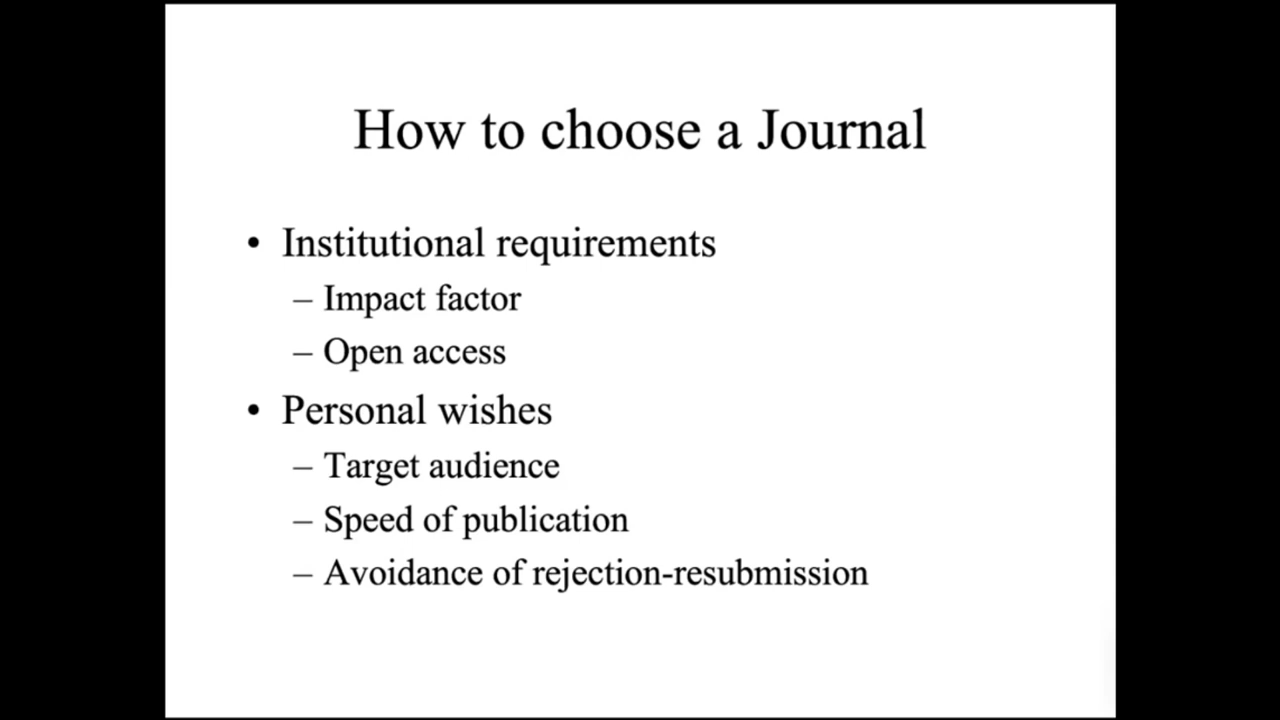 How to choose a Journal
• Institutional requirements
– Impact factor
– Open access
• Personal wishes
– Target audience
– Speed of publication
– Avoidance of rejection-resubmission